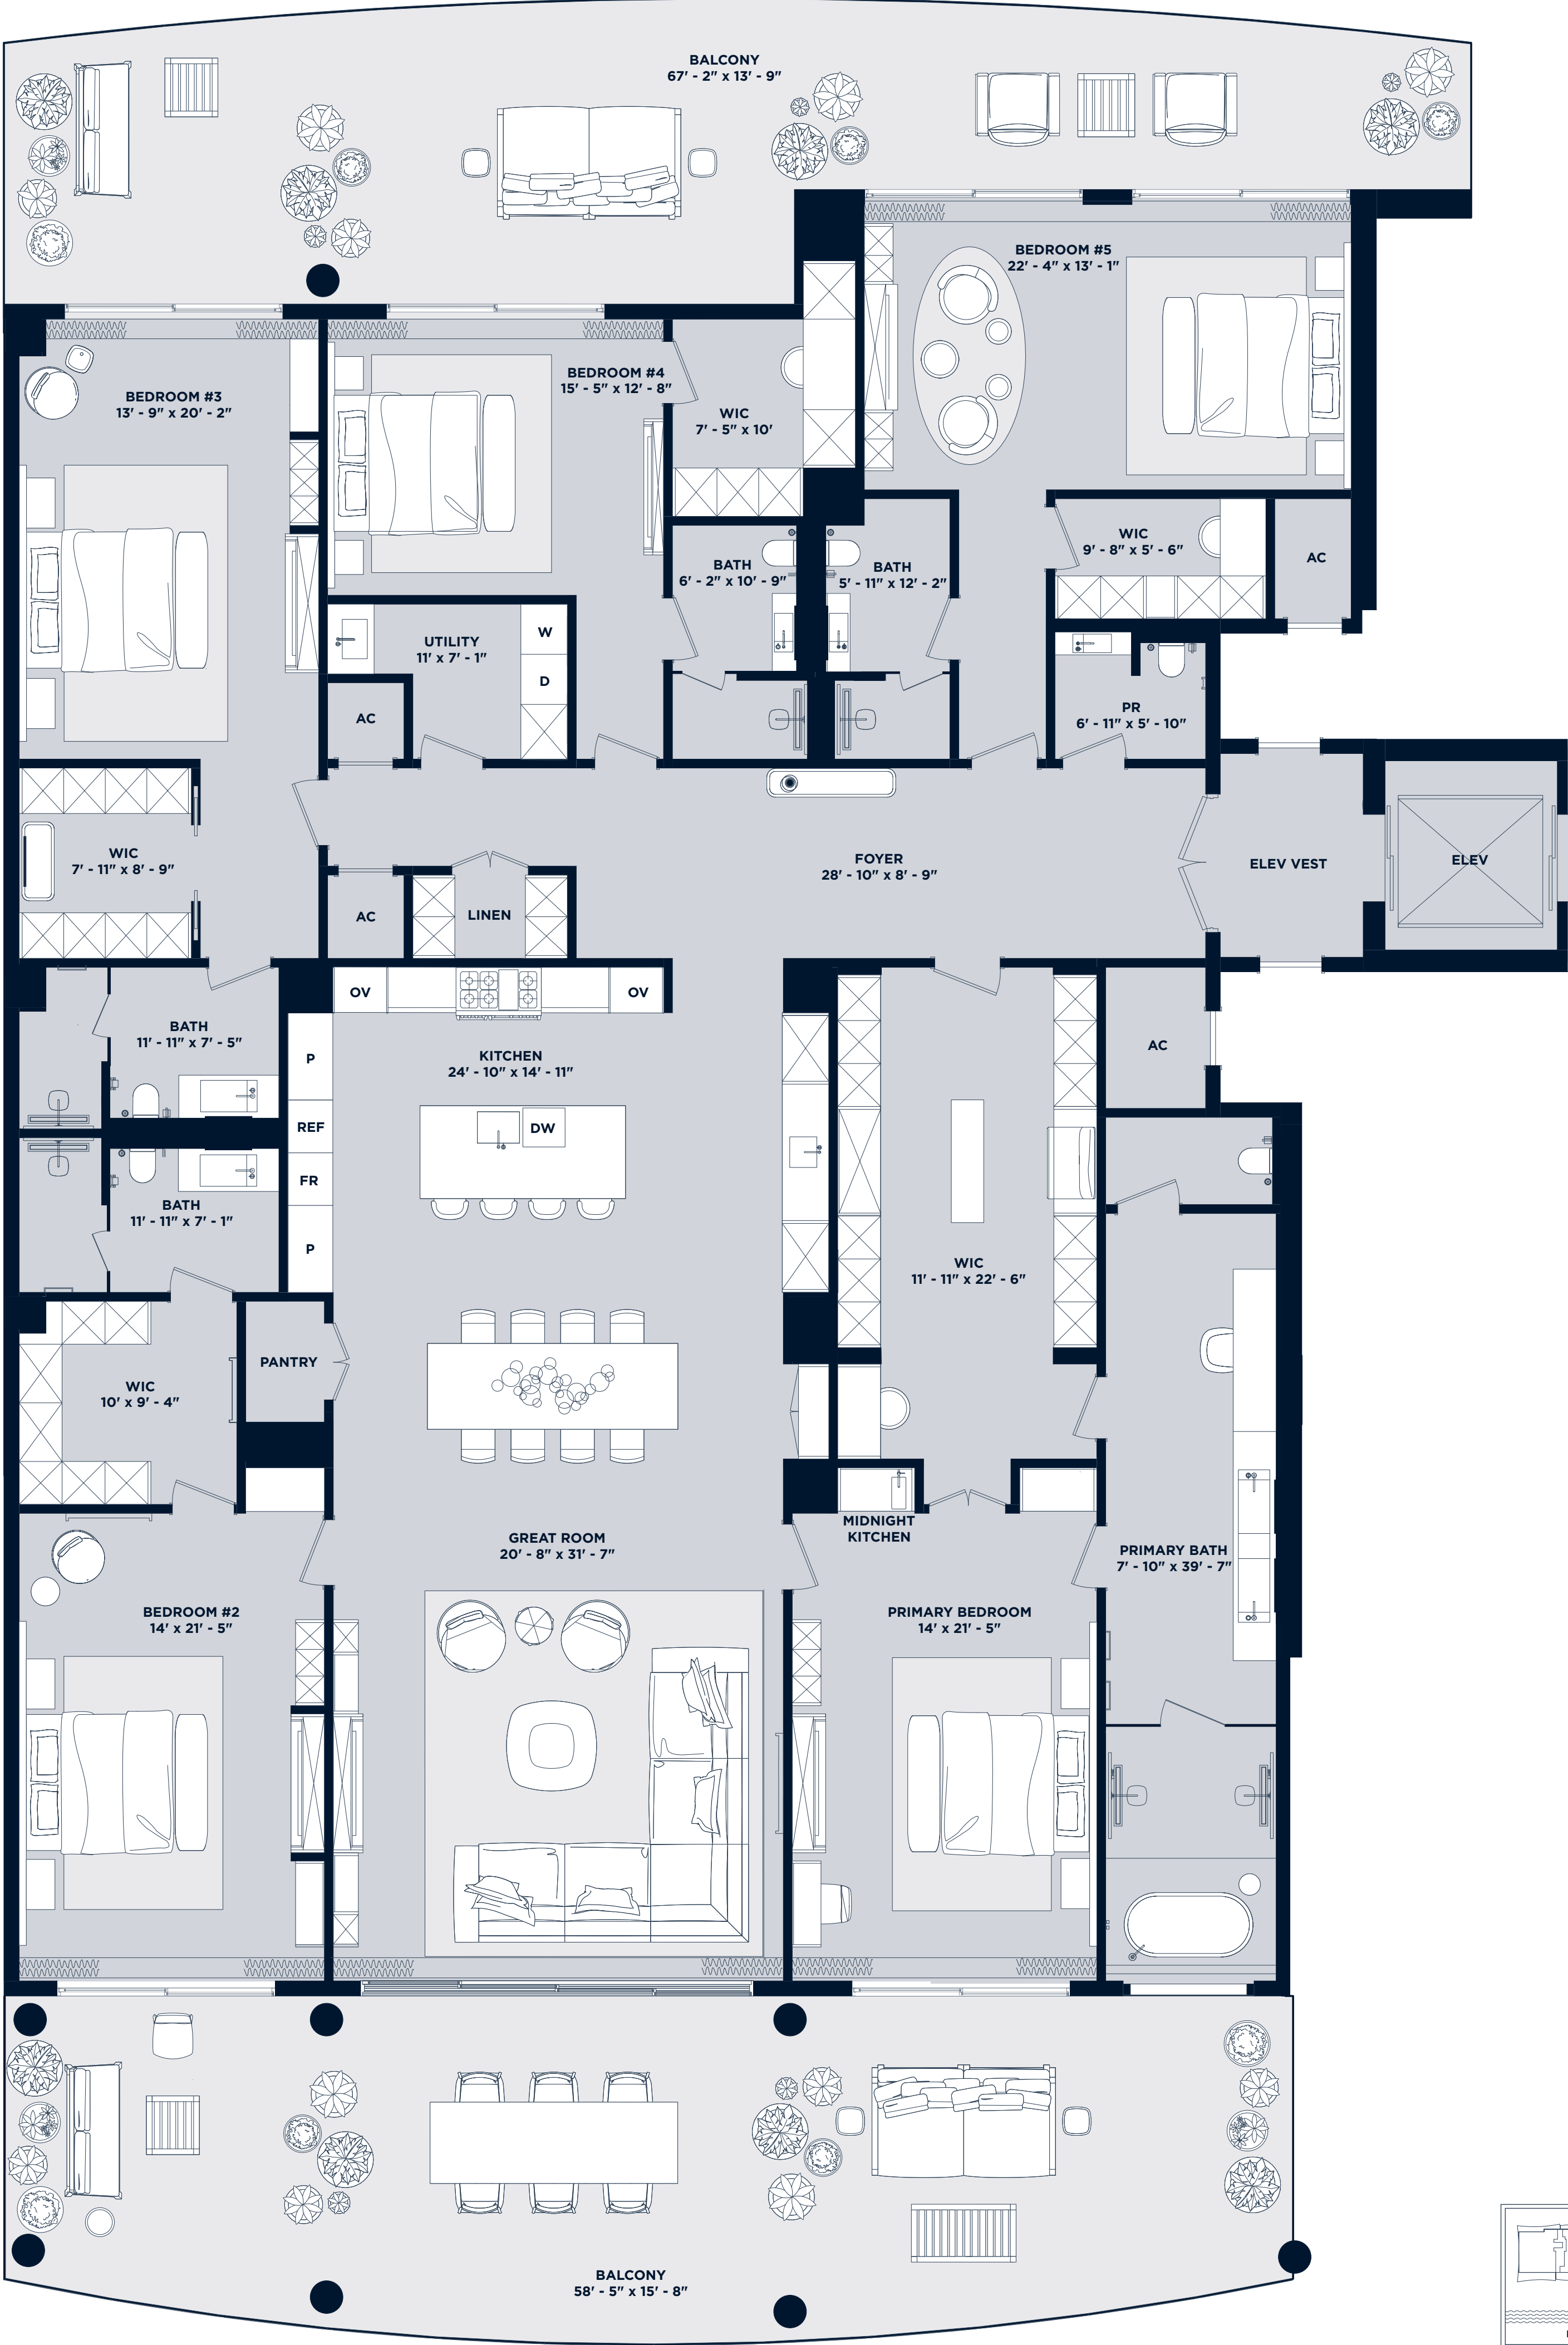 BALCONY
67' - 2" x 13' - 9"
BEDROOM #5
22' - 4" x 13' - 1"
BEDROOM #4
15' - 5" x 12' - 8"
BEDROOM #3
13' - 9" x 20' - 2"
WIC
7' - 5" x 10'
WIC
9' - 8" x 5' - 6"
AC
BATH
6' - 2" x 10' - 9"
BATH
5' - 11" x 12' - 2"
UTILITY
11' x 7' - 1"
W
D
AC
PR
6' - 11" x 5' - 10"
WIC
7' - 11" x 8' - 9"
FOYER
28' - 10" x 8' - 9"
ELEV VEST
ELEV
AC
LINEN
OV
OV
BATH
11' - 11" x 7' - 5"
P
KITCHEN
24' - 10" x 14' - 11"
AC
REF
DW
FR
BATH
11' - 11" x 7' - 1"
P
WIC
11' - 11" x 22' - 6"
PANTRY
WIC
10' x 9' - 4"
MIDNIGHT
KITCHEN
GREAT ROOM
20' - 8" x 31' - 7"
PRIMARY BATH
7' - 10" x 39' - 7"
BEDROOM #2
14' x 21' - 5"
PRIMARY BEDROOM
14' x 21' - 5"
BALCONY
58' - 5" x 15' - 8"